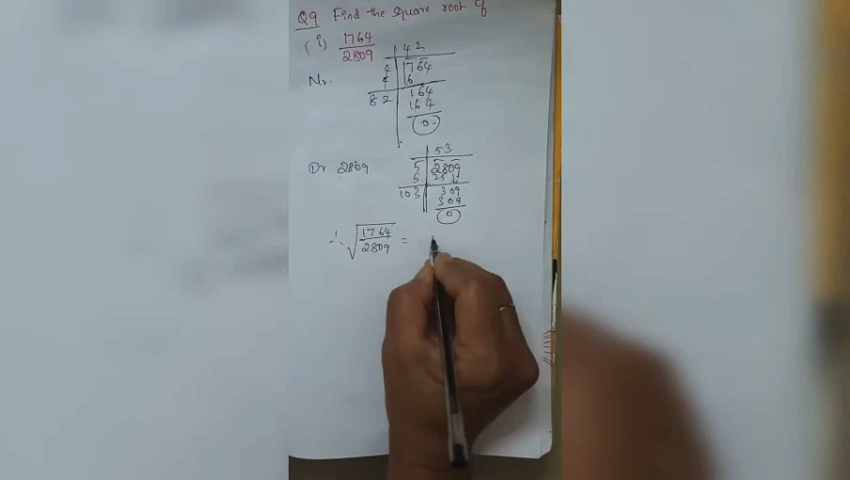 Q9 Find the square root of
(i) 1764
2809
Nr.
42
4 1764
4 16
82 164
164
0
Dr 2809
53
5 2809
5 25
103 309
309
0
∴ √1764/2809 =